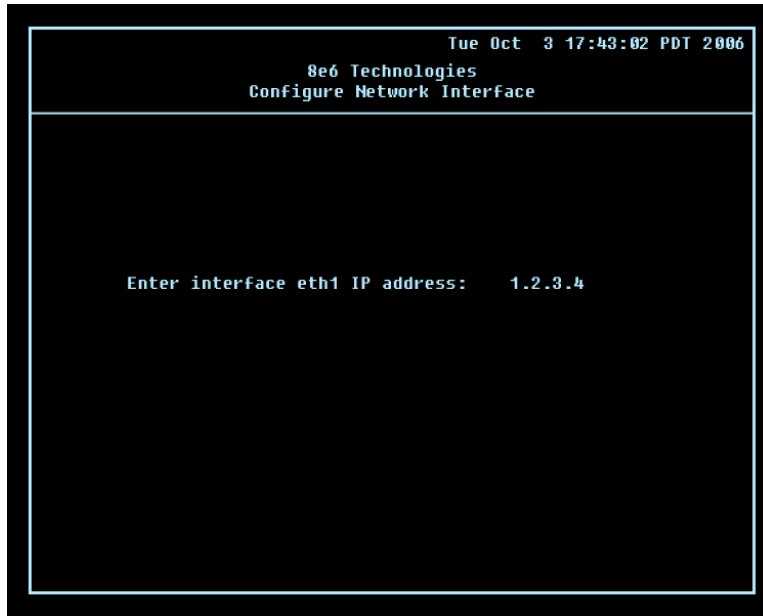 Tue Oct  3 17:43:02 PDT 2006
8e6 Technologies
Configure Network Interface
Enter interface eth1 IP address:    1.2.3.4